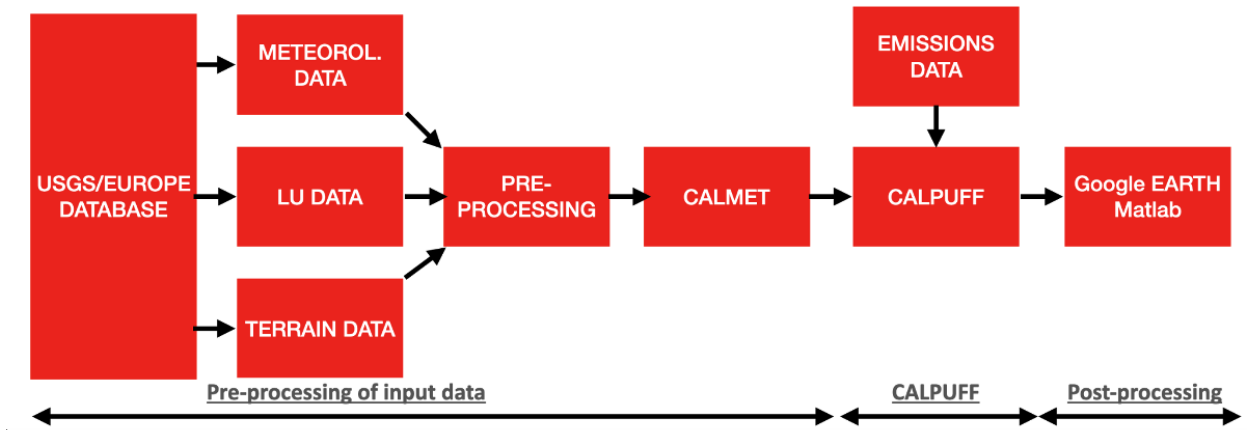 USGS/EUROPE
DATABASE
METEOROL.
DATA
LU DATA
TERRAIN DATA
PRE-
PROCESSING
CALMET
EMISSIONS
DATA
CALPUFF
Google EARTH
Matlab
Pre-processing of input data
CALPUFF
Post-processing